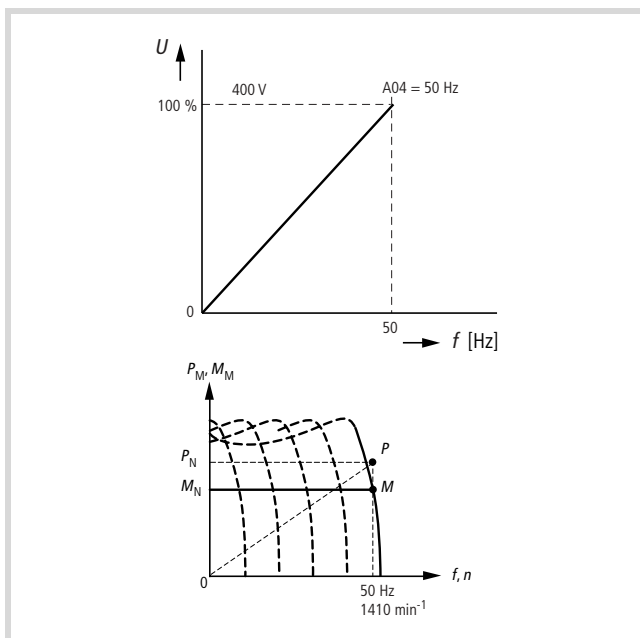 U
400 V
A04 = 50 Hz
100 %
0
50
f [Hz]
P_M, M_M
P_N
P
M_N
M
0
f, n
50 Hz
1410 min⁻¹